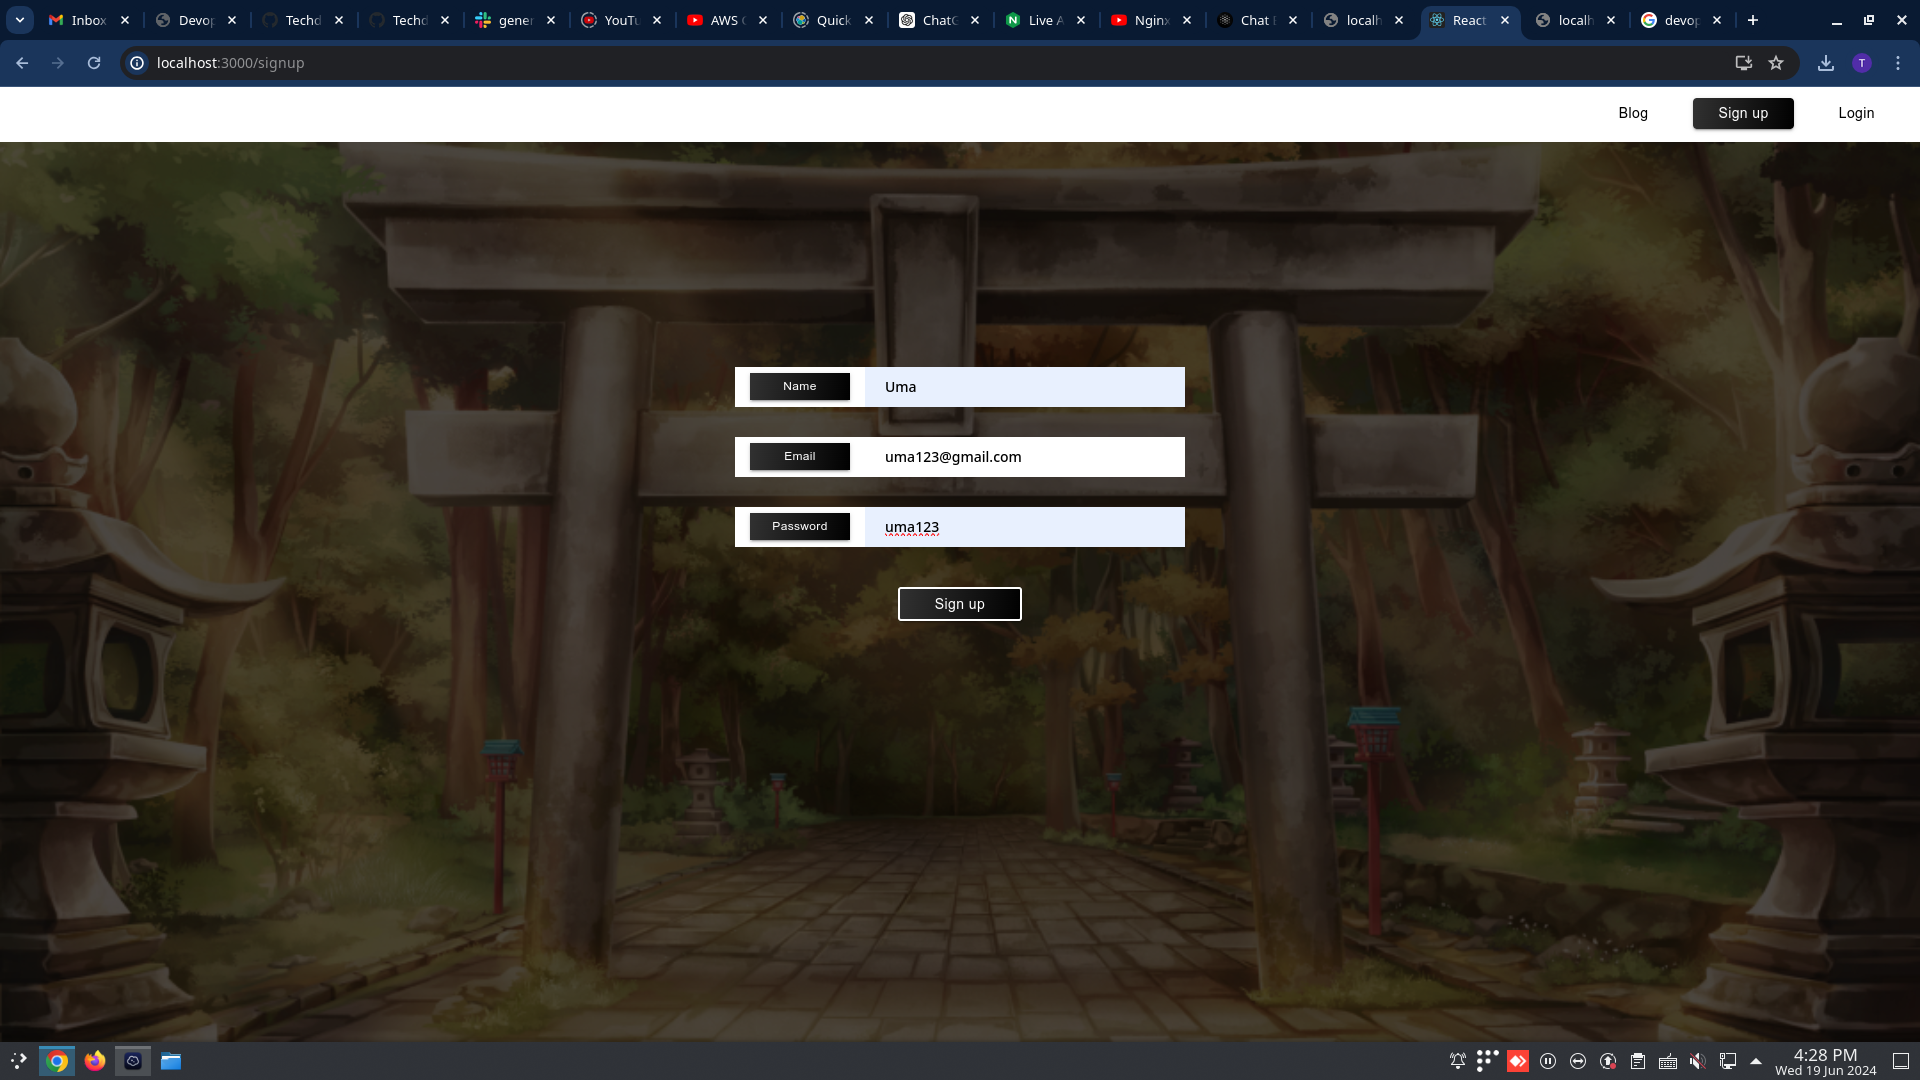 Inbox
Devop
Techd
Techd
gener
YouTu
AWS
Quick
ChatG
Live A
Nginx
Chat
localh
React
localh
devop
localhost:3000/signup
T
Blog
Sign up
Login
Name
Uma
Email
uma123@gmail.com
Password
uma123
Sign up
4:28 PM
Wed 19 Jun 2024